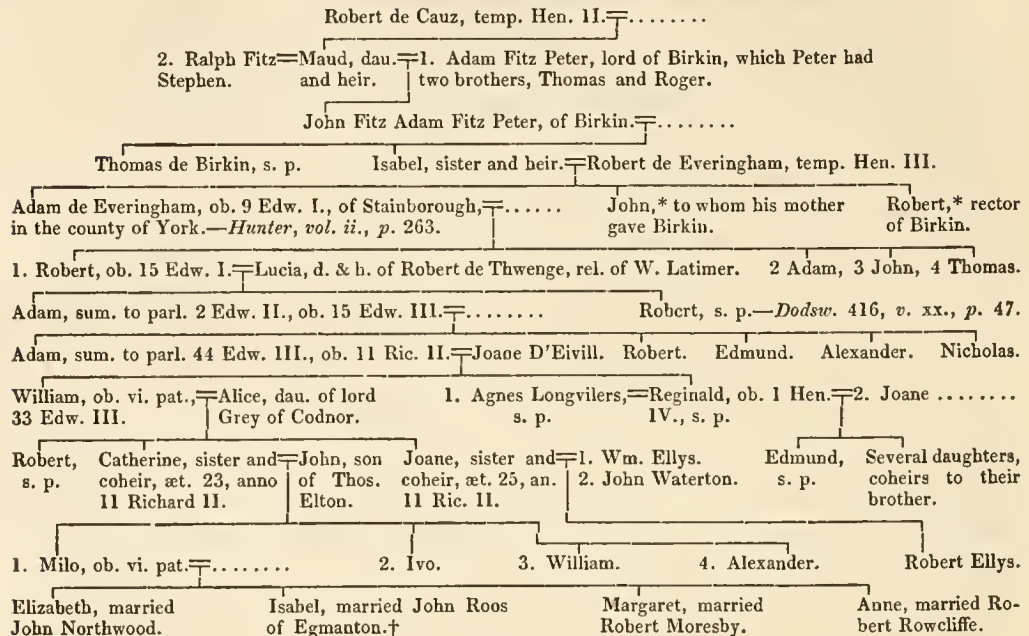 Robert de Cauz, temp. Hen. II.=........
2. Ralph Fitz=Maud, dau.=1. Adam Fitz Peter, lord of Birkin, which Peter had
Stephen. and heir. two brothers, Thomas and Roger.
John Fitz Adam Fitz Peter, of Birkin.=........
Thomas de Birkin, s. p. Isabel, sister and heir.=Robert de Everingham, temp. Hen. III.
Adam de Everingham, ob. 9 Edw. I., of Stainborough,=...... John,* to whom his mother Robert,* rector
in the county of York.—Hunter, vol. ii., p. 263. gave Birkin. of Birkin.
1. Robert, ob. 15 Edw. I.=Lucia, d. & h. of Robert de Thwenge, rel. of W. Latimer. 2 Adam, 3 John, 4 Thomas.
Adam, sum. to parl. 2 Edw. II., ob. 15 Edw. III.=........ Robert, s. p.—Dodsw. 416, v. xx., p. 47.
Adam, sum. to parl. 44 Edw. III., ob. 11 Ric. II.=Joane D'Eivill. Robert. Edmund. Alexander. Nicholas.
William, ob. vi. pat.,=Alice, dau. of lord 1. Agnes Longvilers,=Reginald, ob. 1 Hen.=2. Joane ........
33 Edw. III. Grey of Codnor. s. p. IV., s. p.
Robert, Catherine, sister and=John, son Joane, sister and=1. Wm. Ellys. Edmund, Several daughters,
s. p. coheir, æt. 23, anno of Thos. coheir, æt. 25, an. 2. John Waterton. s. p. coheirs to their
11 Richard II. Elton. 11 Ric. II. brother.
1. Milo, ob. vi. pat.=........ 2. Ivo. 3. William. 4. Alexander. Robert Ellys.
Elizabeth, married Isabel, married John Roos Margaret, married Anne, married Ro-
John Northwood. of Egmanton.† Robert Moresby. bert Rowcliffe.